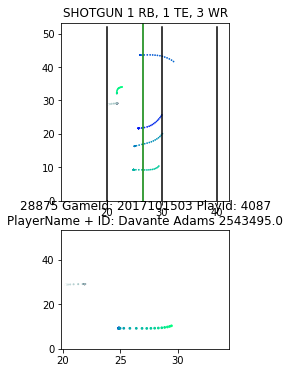 SHOTGUN 1 RB, 1 TE, 3 WR
50
40
30
20
10
0
20 30 40
28875 GameId: 2017101503 PlayId: 4087
PlayerName + ID: Davante Adams 2543495.0
40
20
0
20 25 30